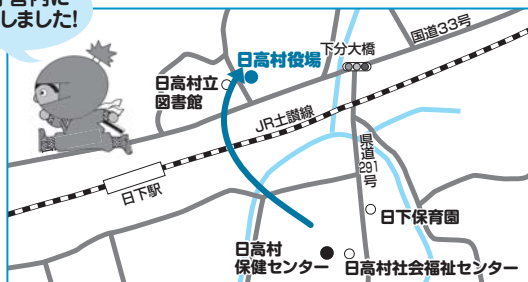 しました!
国道33号
下分大橋
日高村役場
日高村立
図書館
JR土讃線
県道291号
日下駅
日下保育園
日高村
保健センター
日高村社会福祉センター